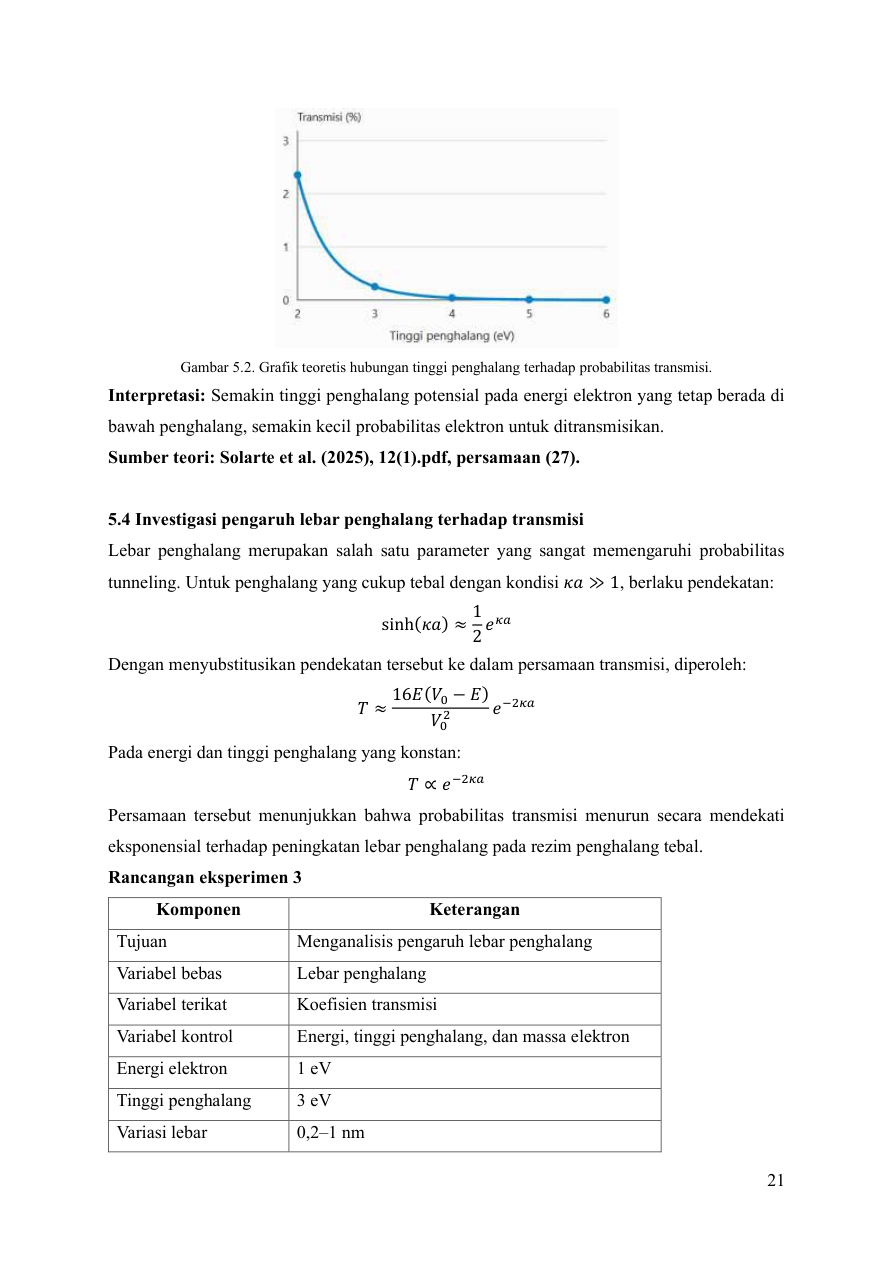 Transmisi (%)
3
2
1
0
2 3 4 5 6
Tinggi penghalang (eV)
Gambar 5.2. Grafik teoretis hubungan tinggi penghalang terhadap probabilitas transmisi.
Interpretasi: Semakin tinggi penghalang potensial pada energi elektron yang tetap berada di
bawah penghalang, semakin kecil probabilitas elektron untuk ditransmisikan.
Sumber teori: Solarte et al. (2025), 12(1).pdf, persamaan (27).
5.4 Investigasi pengaruh lebar penghalang terhadap transmisi
Lebar penghalang merupakan salah satu parameter yang sangat memengaruhi probabilitas
tunneling. Untuk penghalang yang cukup tebal dengan kondisi 𝜅𝑎 ≫ 1, berlaku pendekatan:
sinh(𝜅𝑎) ≈ 1/2 𝑒^{𝜅𝑎}
Dengan menyubstitusikan pendekatan tersebut ke dalam persamaan transmisi, diperoleh:
𝑇 ≈ 16𝐸(𝑉₀ − 𝐸)/𝑉₀² 𝑒^{−2𝜅𝑎}
Pada energi dan tinggi penghalang yang konstan:
𝑇 ∝ 𝑒^{−2𝜅𝑎}
Persamaan tersebut menunjukkan bahwa probabilitas transmisi menurun secara mendekati
eksponensial terhadap peningkatan lebar penghalang pada rezim penghalang tebal.
Rancangan eksperimen 3
Komponen Keterangan
Tujuan Menganalisis pengaruh lebar penghalang
Variabel bebas Lebar penghalang
Variabel terikat Koefisien transmisi
Variabel kontrol Energi, tinggi penghalang, dan massa elektron
Energi elektron 1 eV
Tinggi penghalang 3 eV
Variasi lebar 0,2–1 nm
21